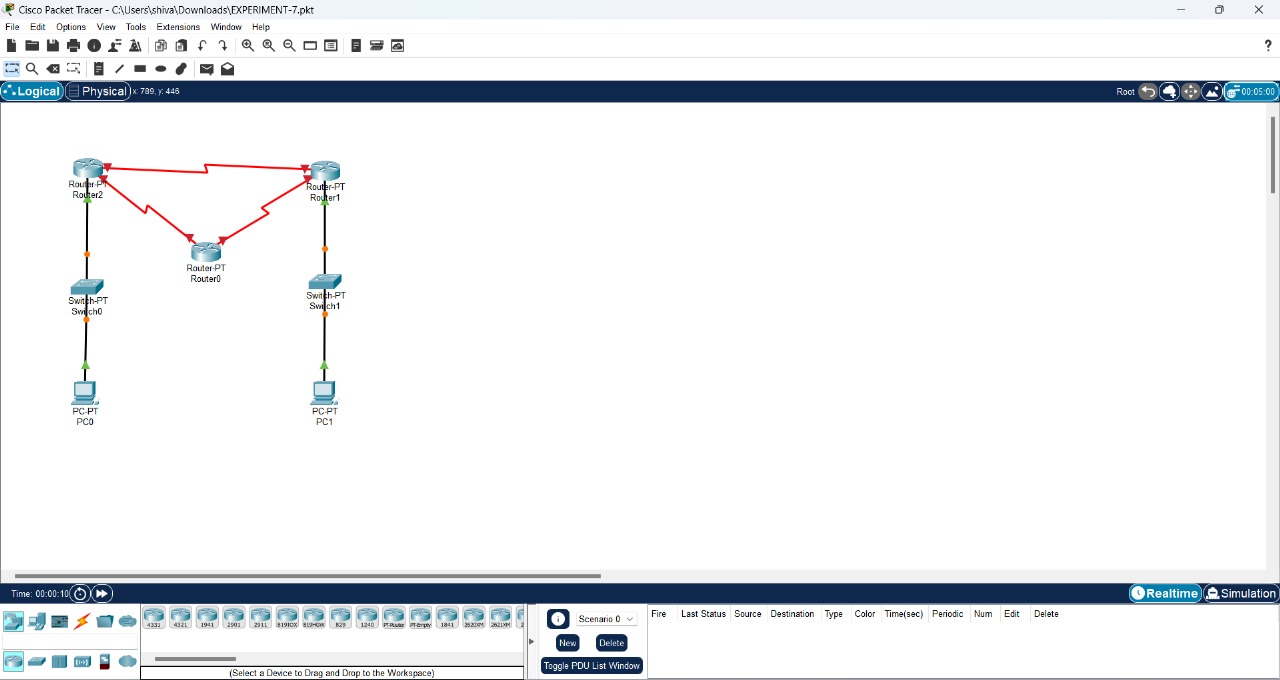 Cisco Packet Tracer - C:\Users\shiva\Downloads\EXPERIMENT-7.pkt
File Edit Options View Tools Extensions Window Help
Logical Physical x: 789, y: 446 Root 00:05:00
Router-PT
Router2
Router-PT
Router1
Router-PT
Router0
Switch-PT
Switch0
Switch-PT
Switch1
PC-PT
PC0
PC-PT
PC1
Time: 00:00:10 Realtime Simulation
4331 4321 1941 2901 2911 819IOX 819HGW 829 1240 PT-Router PT-Empty 1841 2620XM 2621XM 2
(Select a Device to Drag and Drop to the Workspace)
Scenario 0
New Delete
Toggle PDU List Window
Fire Last Status Source Destination Type Color Time(sec) Periodic Num Edit Delete